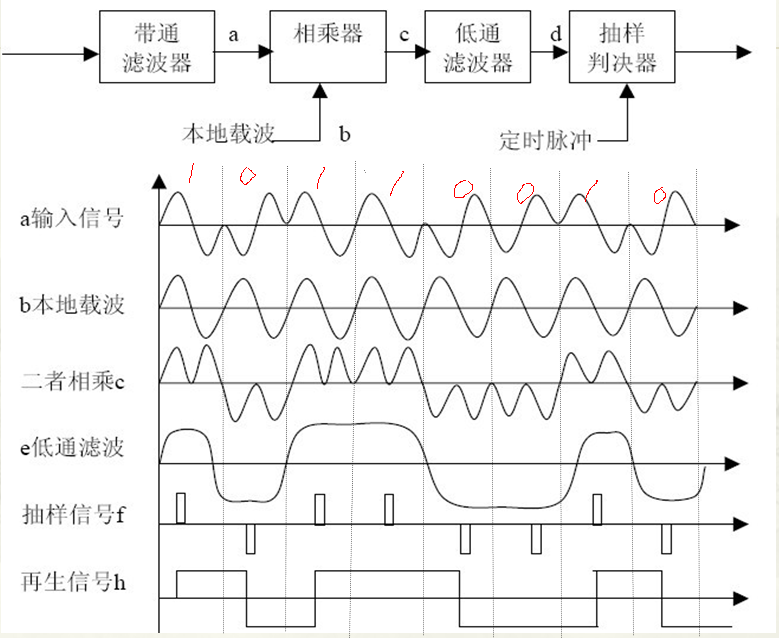 带通 a 相乘器 c 低通 d 抽样
滤波器 滤波器 判决器
本地载波 b 定时脉冲
1 0 1 1 0 0 1 0
a输入信号
b本地载波
二者相乘c
e低通滤波
抽样信号f
再生信号h